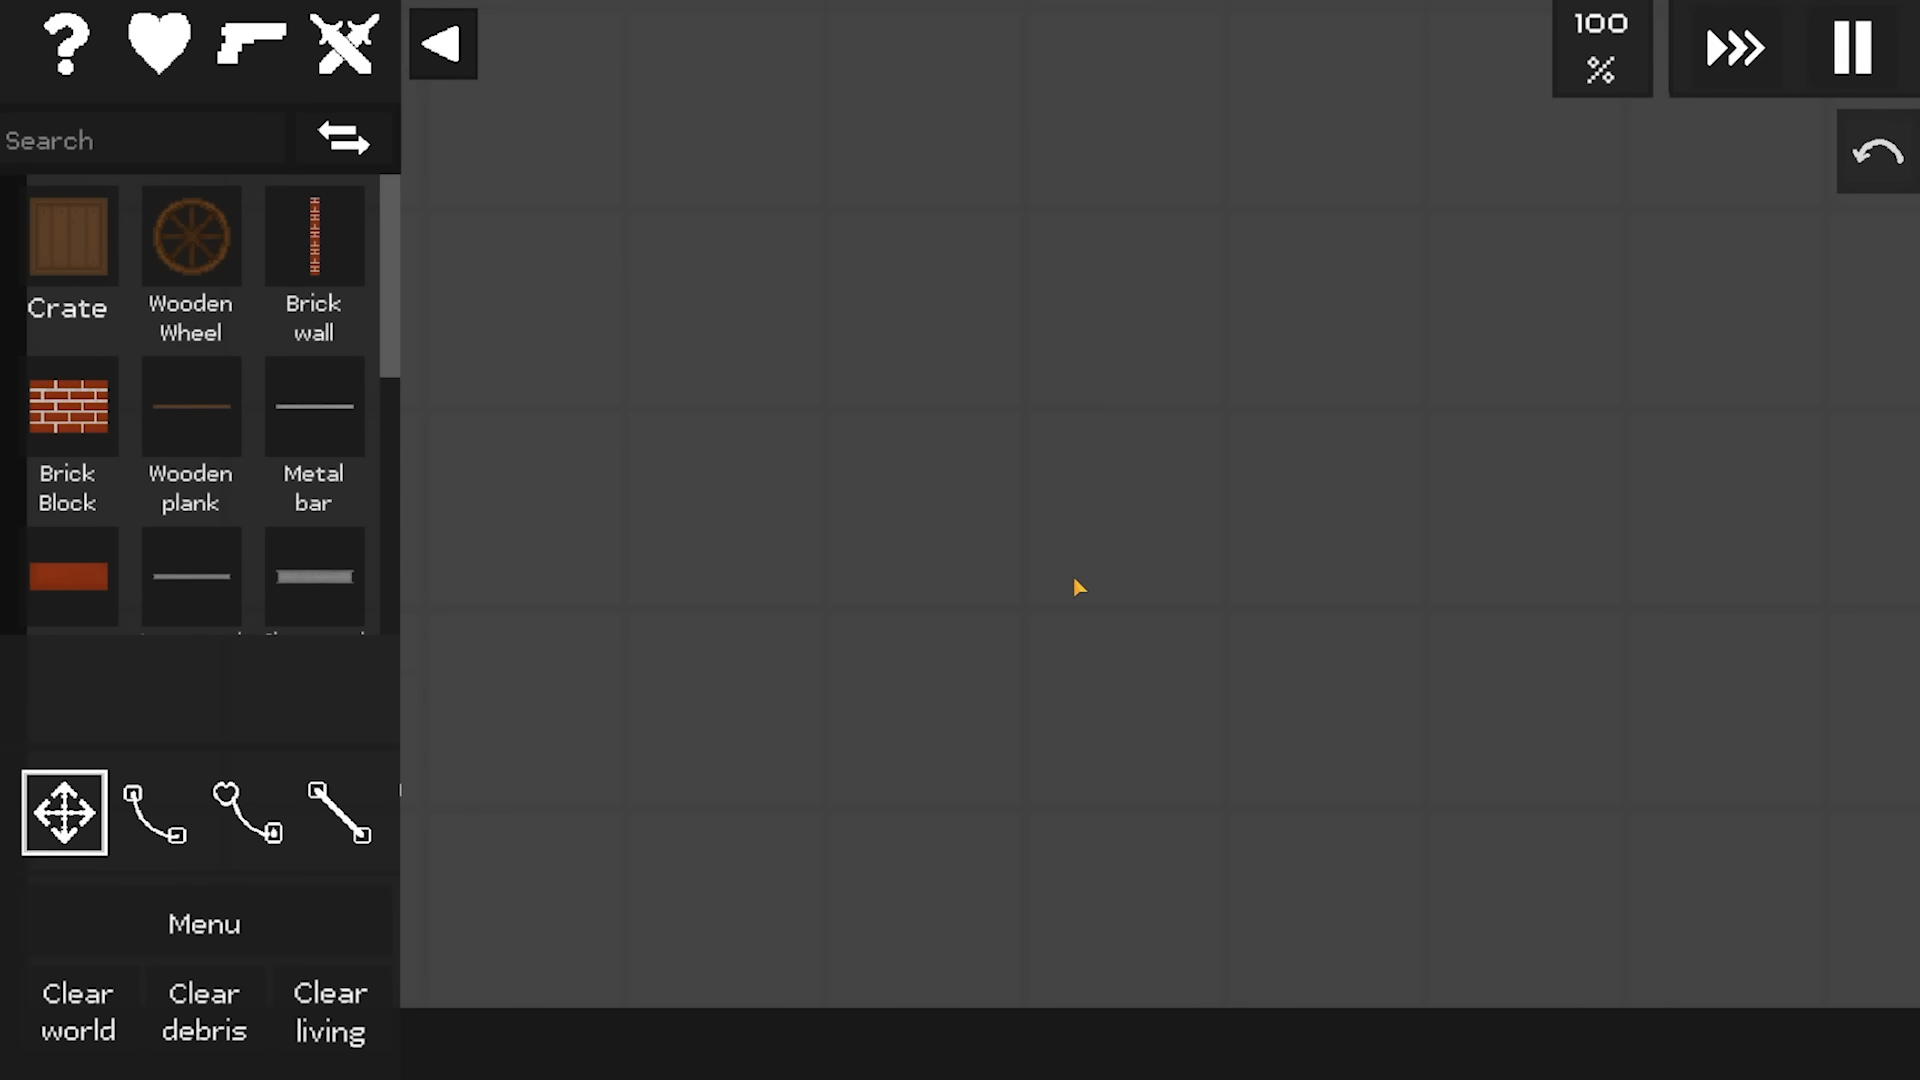 100
%
Search
Crate
Wooden
Wheel
Brick
wall
Brick
Block
Wooden
plank
Metal
bar
Menu
Clear
world
Clear
debris
Clear
living